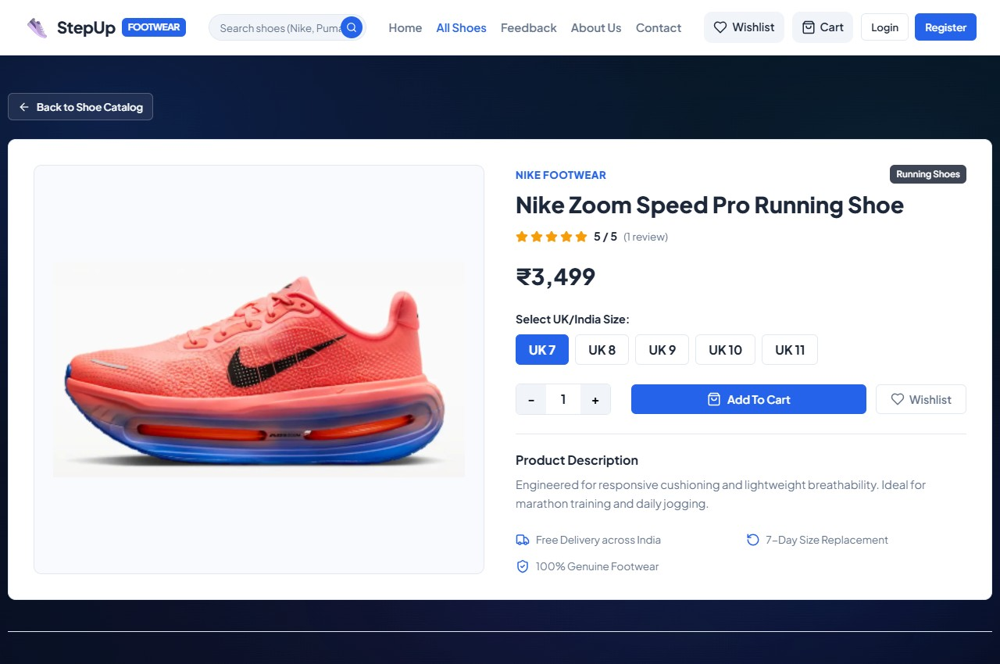 StepUp FOOTWEAR
Search shoes (Nike, Puma
Home
All Shoes
Feedback
About Us
Contact
Wishlist
Cart
Login
Register
Back to Shoe Catalog
NIKE FOOTWEAR
Running Shoes
Nike Zoom Speed Pro Running Shoe
5 / 5 (1 review)
₹3,499
Select UK/India Size:
UK 7
UK 8
UK 9
UK 10
UK 11
- 1 +
Add To Cart
Wishlist
Product Description
Engineered for responsive cushioning and lightweight breathability. Ideal for
marathon training and daily jogging.
Free Delivery across India
7-Day Size Replacement
100% Genuine Footwear